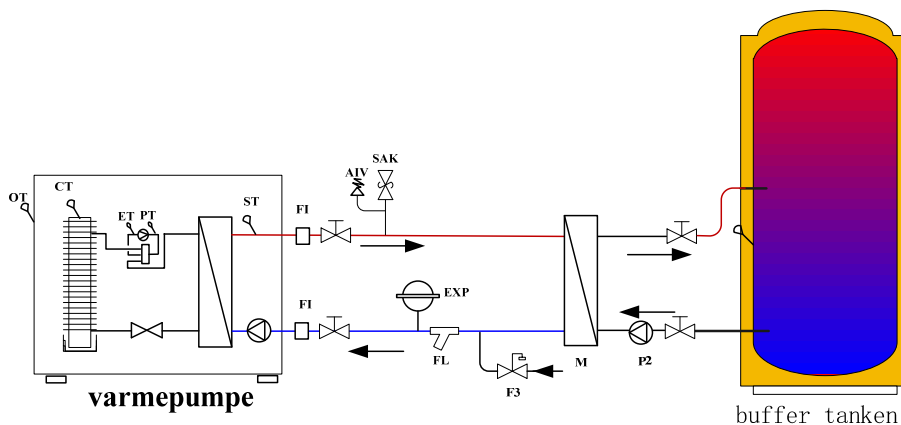 SAK
AIV
CT
OT
ET PT
ST
FI
FI
EXP
FL
M
P2
F3
varmepumpe
buffer tanken